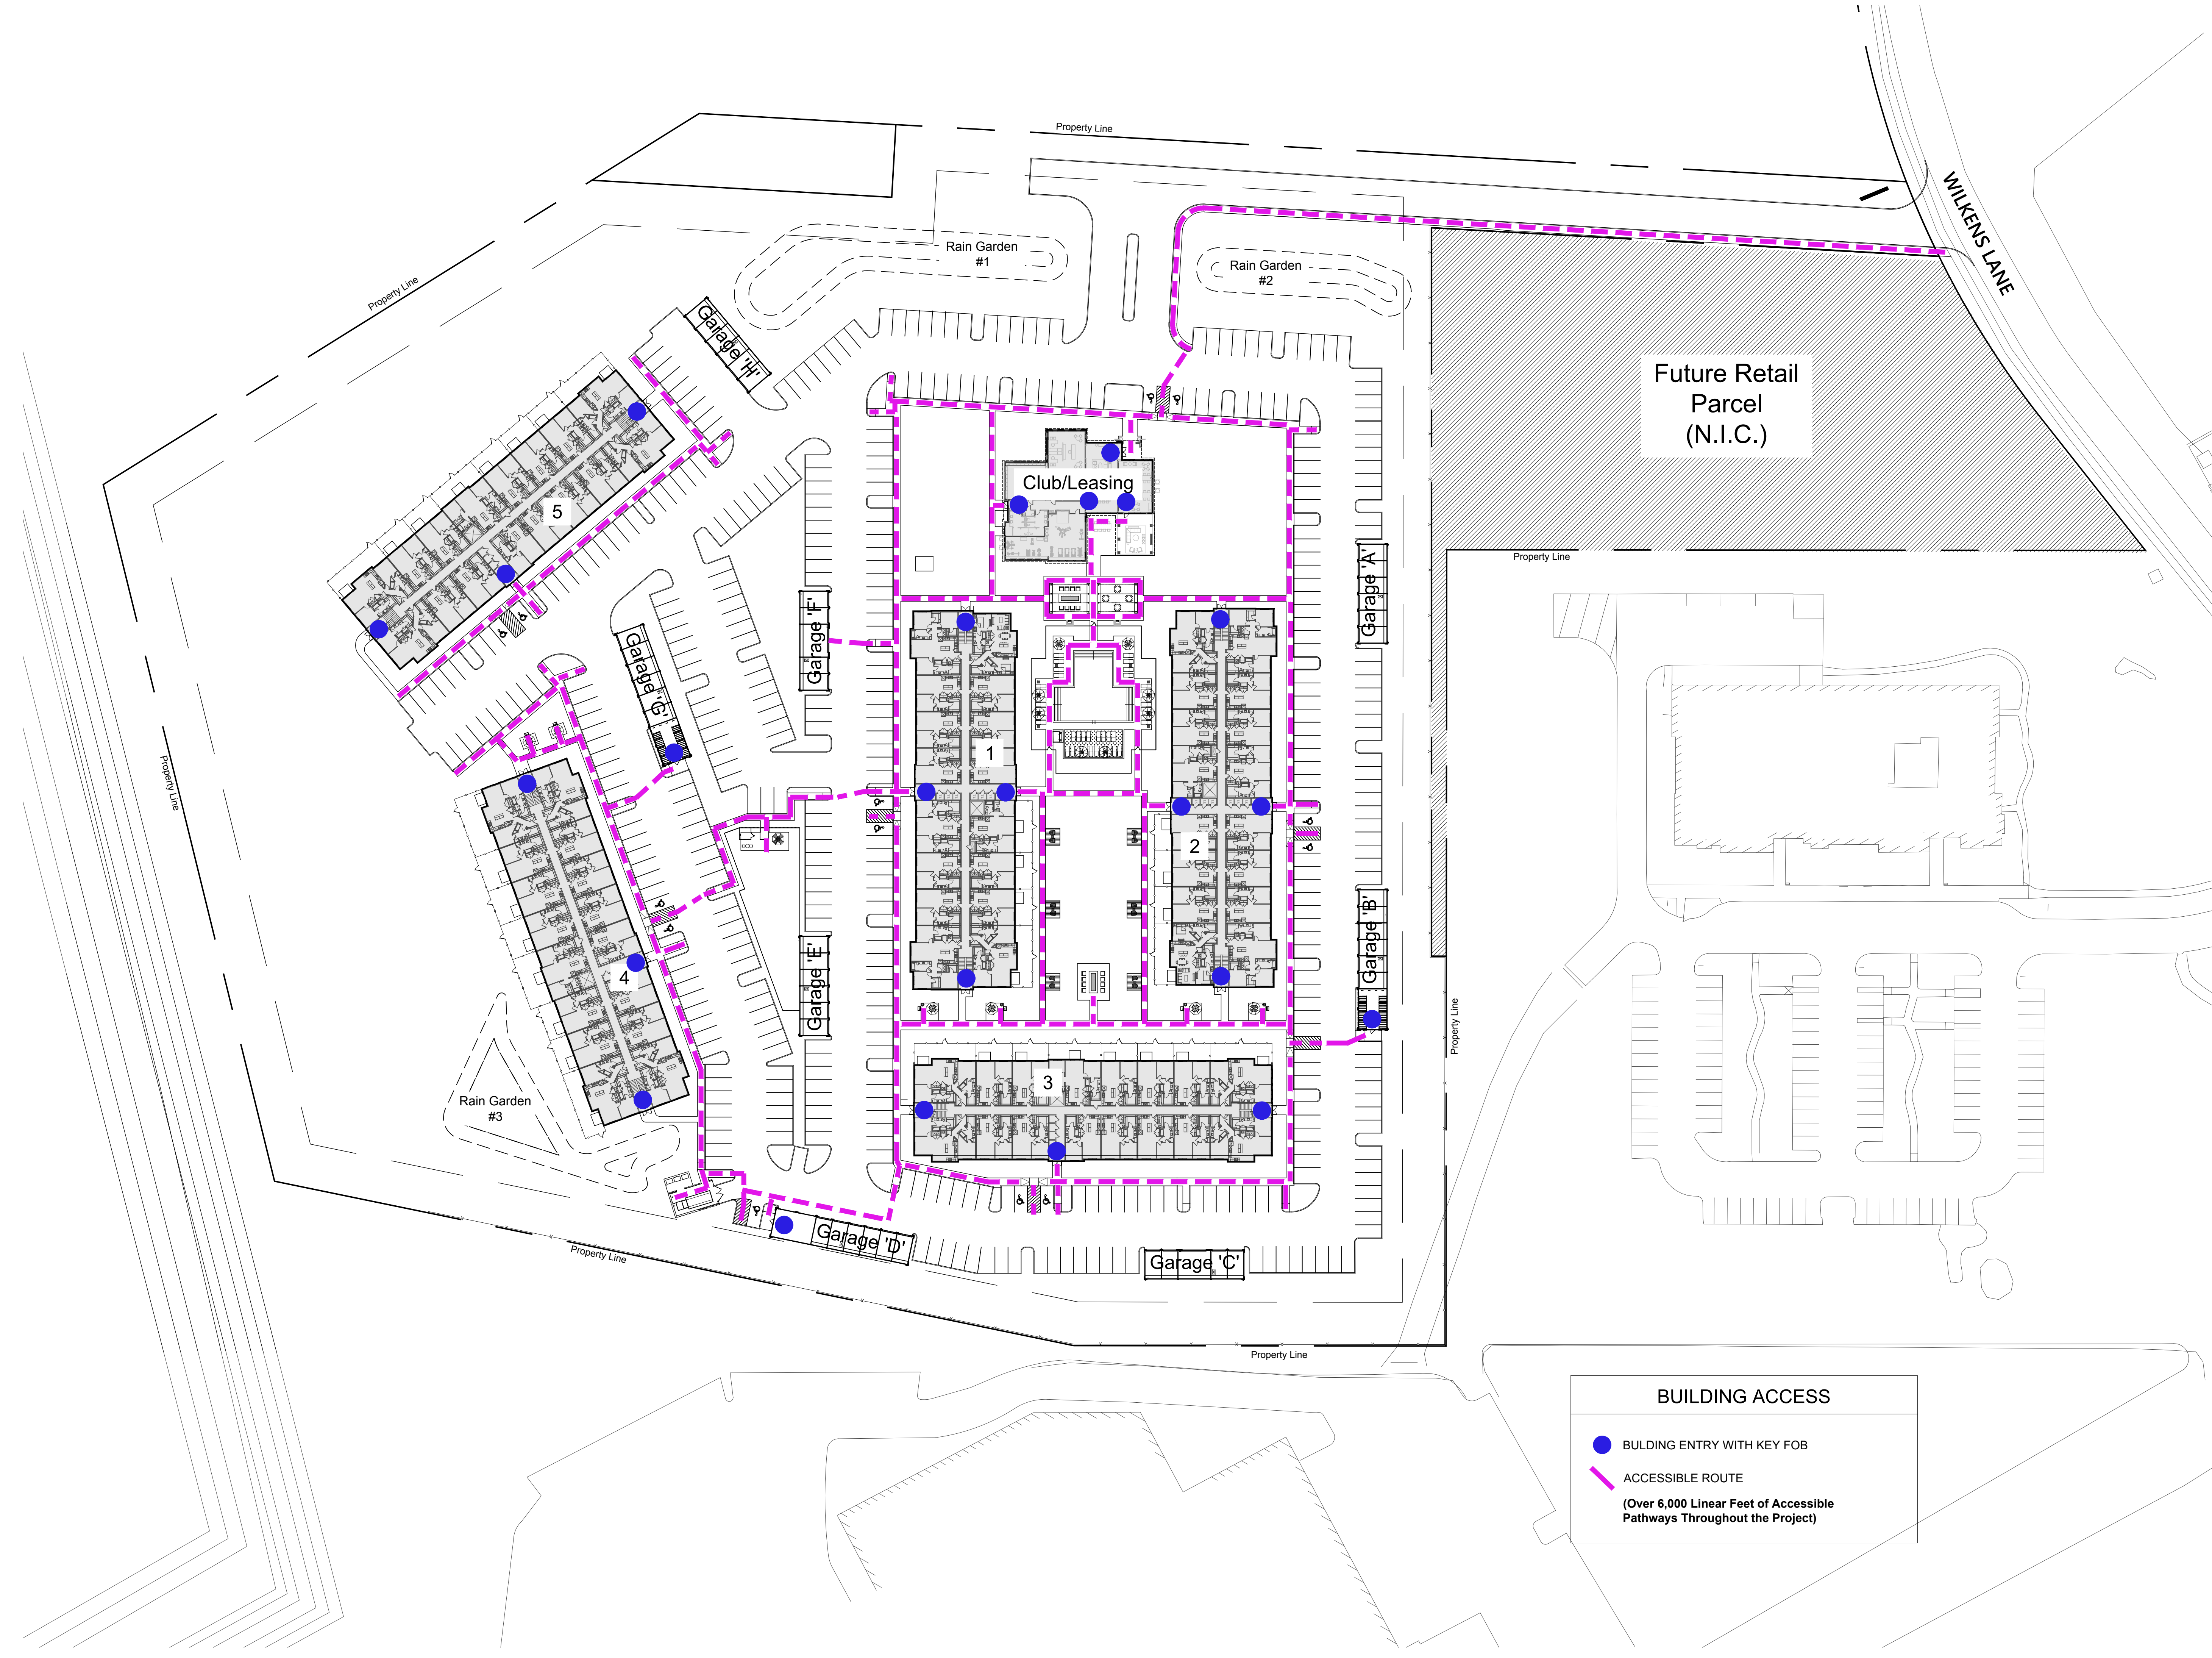 Property Line
WILKENS LANE
Rain Garden
#1
Rain Garden
#2
Property Line
Garage 'H'
Future Retail
Parcel
(N.I.C.)
Club/Leasing
5
Property Line
Garage 'A'
Garage 'F'
Garage 'G'
1
Property Line
2
Garage 'B'
4
Garage 'E'
Property Line
3
Rain Garden
#3
Garage 'D'
Property Line
Garage 'C'
Property Line
BUILDING ACCESS
BULDING ENTRY WITH KEY FOB
ACCESSIBLE ROUTE
(Over 6,000 Linear Feet of Accessible
Pathways Throughout the Project)